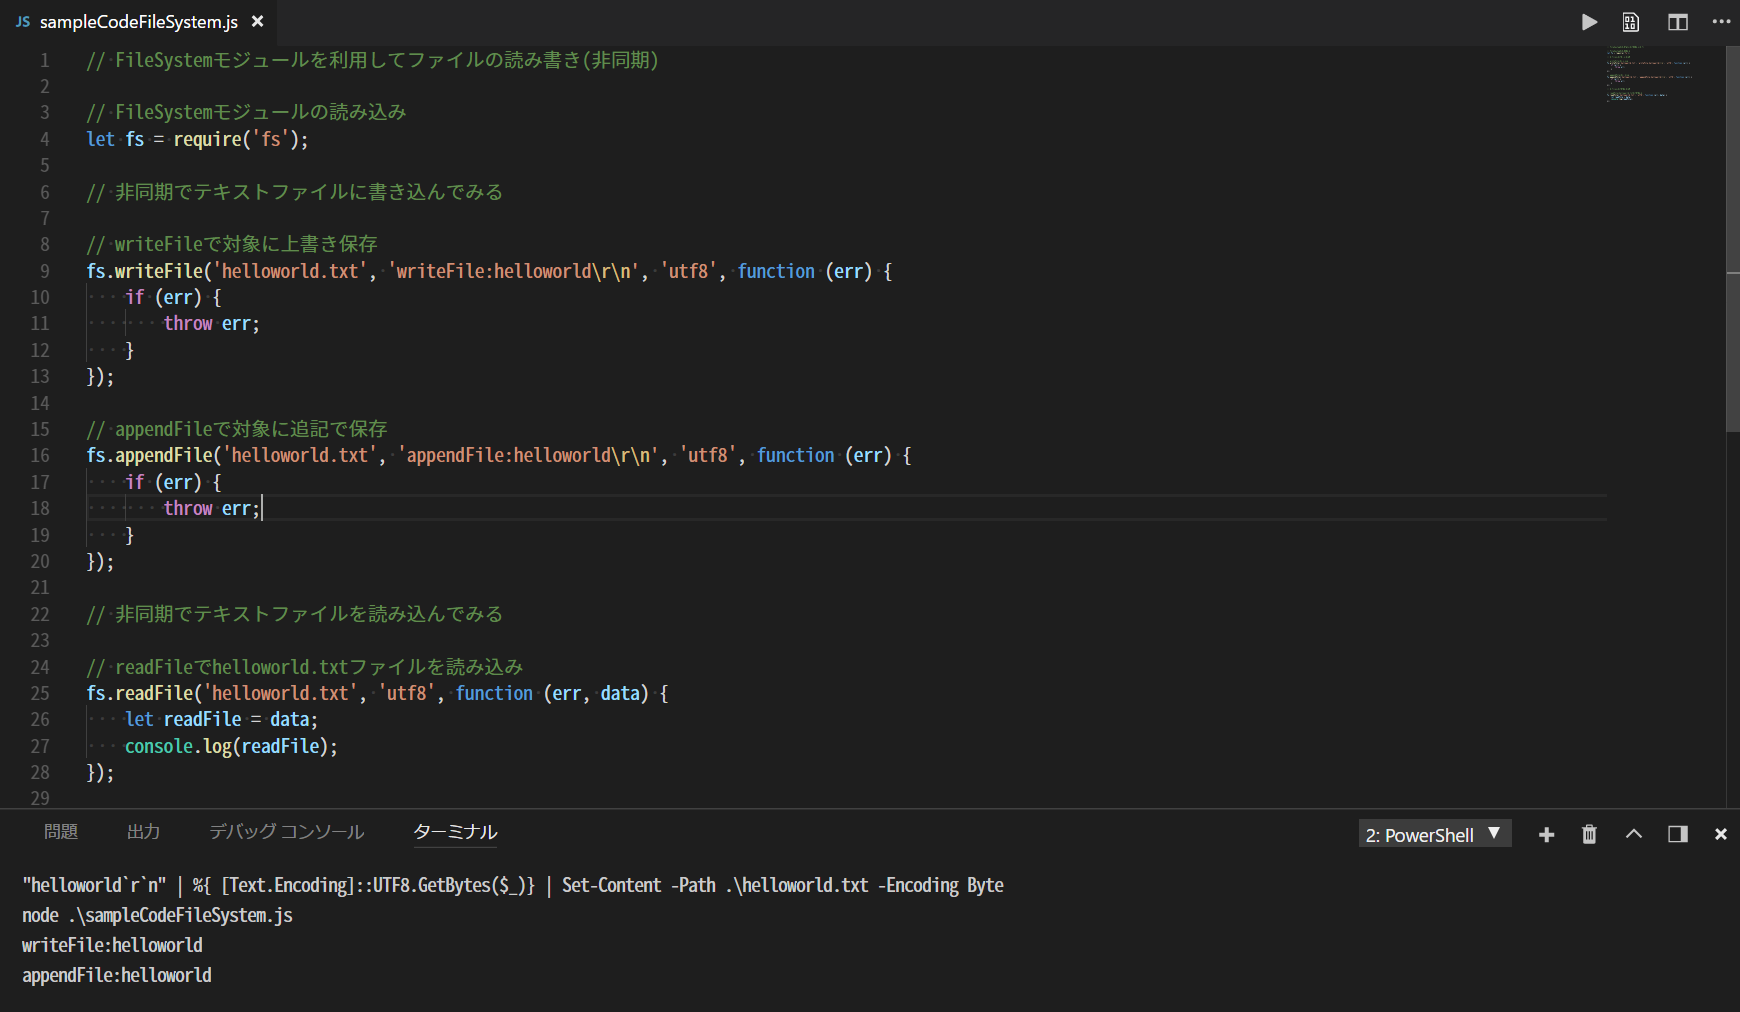 JS sampleCodeFileSystem.js ×
1 // FileSystemモジュールを利用してファイルの読み書き(非同期)
2
3 // FileSystemモジュールの読み込み
4 let fs = require('fs');
5
6 // 非同期でテキストファイルに書き込んでみる
7
8 // writeFileで対象に上書き保存
9 fs.writeFile('helloworld.txt', 'writeFile:helloworld\r\n', 'utf8', function (err) {
10     if (err) {
11         throw err;
12     }
13 });
14
15 // appendFileで対象に追記で保存
16 fs.appendFile('helloworld.txt', 'appendFile:helloworld\r\n', 'utf8', function (err) {
17     if (err) {
18         throw err;
19     }
20 });
21
22 // 非同期でテキストファイルを読み込んでみる
23
24 // readFileでhelloworld.txtファイルを読み込み
25 fs.readFile('helloworld.txt', 'utf8', function (err, data) {
26     let readFile = data;
27     console.log(readFile);
28 });
29
問題 出力 デバッグ コンソール ターミナル 2: PowerShell
"helloworld`r`n" | %{ [Text.Encoding]::UTF8.GetBytes($_)} | Set-Content -Path .\helloworld.txt -Encoding Byte
node .\sampleCodeFileSystem.js
writeFile:helloworld
appendFile:helloworld